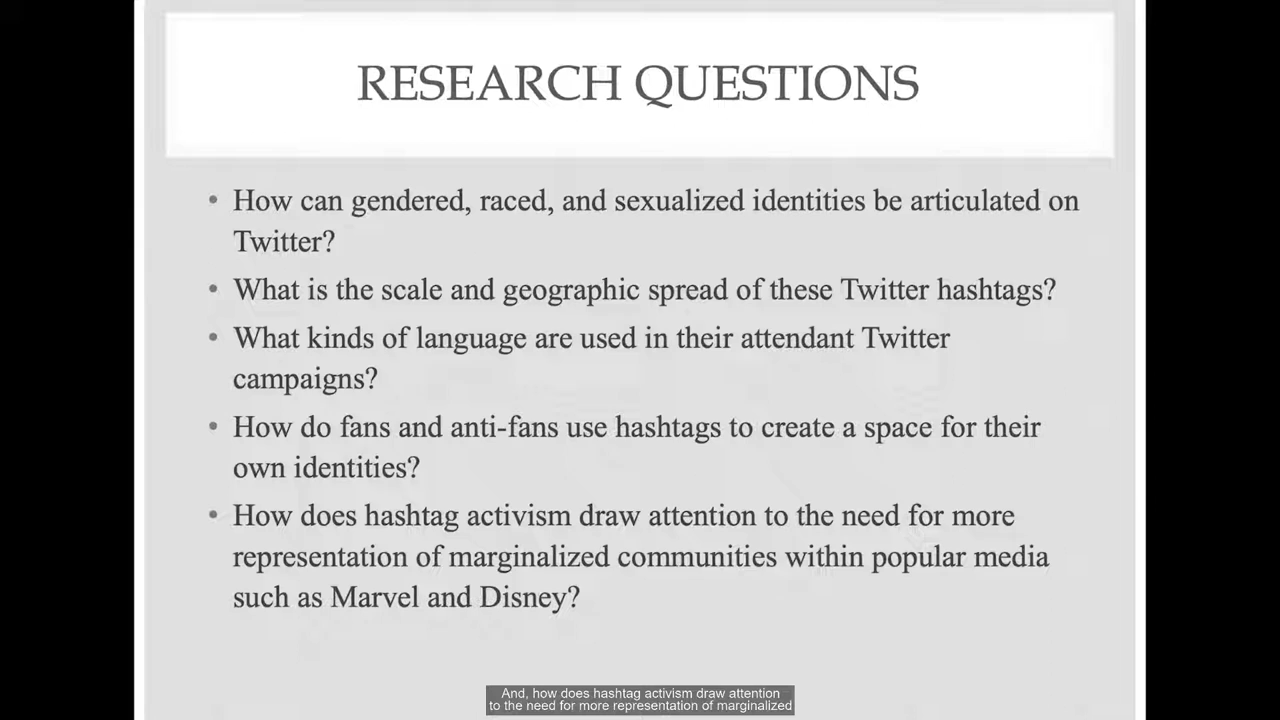 RESEARCH QUESTIONS
• How can gendered, raced, and sexualized identities be articulated on
Twitter?
• What is the scale and geographic spread of these Twitter hashtags?
• What kinds of language are used in their attendant Twitter
campaigns?
• How do fans and anti-fans use hashtags to create a space for their
own identities?
• How does hashtag activism draw attention to the need for more
representation of marginalized communities within popular media
such as Marvel and Disney?
And, how does hashtag activism draw attention
to the need for more representation of marginalized